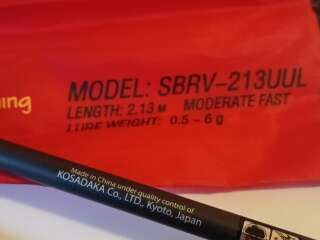 MODEL: SBRV-213UUL
LENGTH: 2.13 M MODERATE FAST
LURE WEIGHT: 0.5 - 6 g
Made in China under quality control of
KOSADAKA Co., LTD., Kyoto, Japan